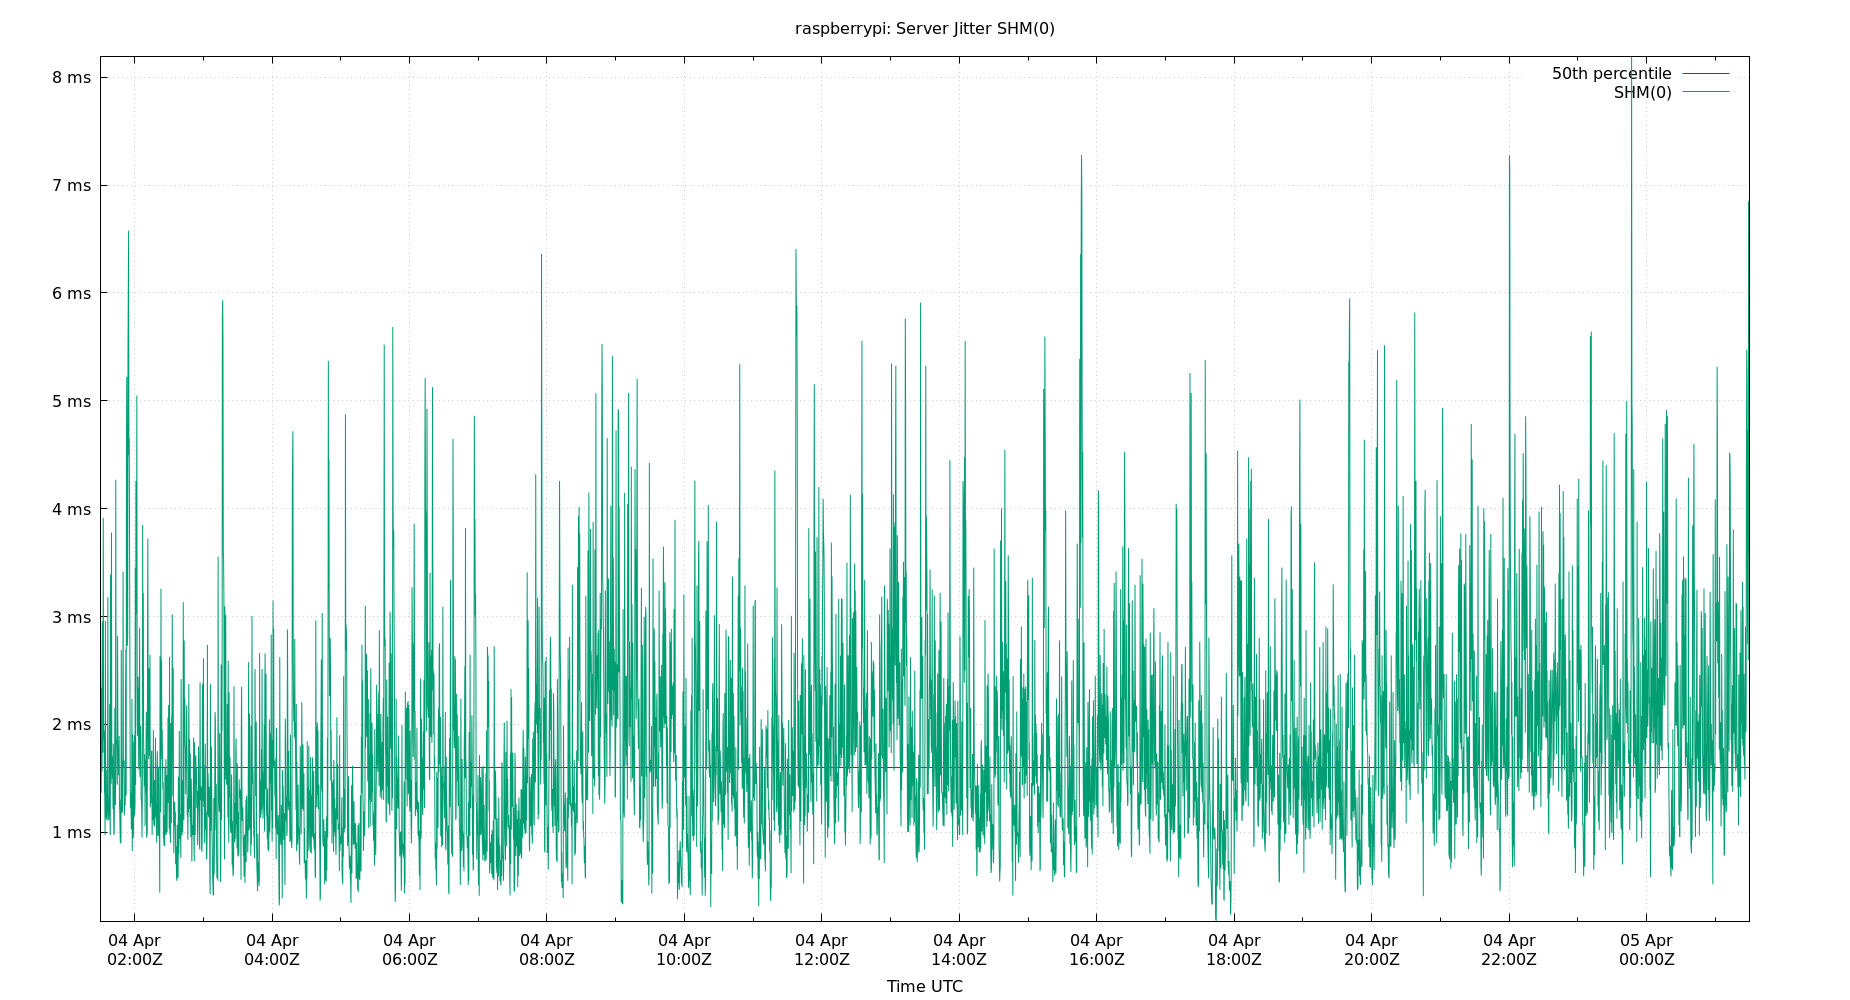 raspberrypi: Server Jitter SHM(0)
50th percentile
SHM(0)
8 ms
7 ms
6 ms
5 ms
4 ms
3 ms
2 ms
1 ms
04 Apr 04 Apr 04 Apr 04 Apr 04 Apr 04 Apr 04 Apr 04 Apr 04 Apr 04 Apr 04 Apr 05 Apr
02:00Z 04:00Z 06:00Z 08:00Z 10:00Z 12:00Z 14:00Z 16:00Z 18:00Z 20:00Z 22:00Z 00:00Z
Time UTC